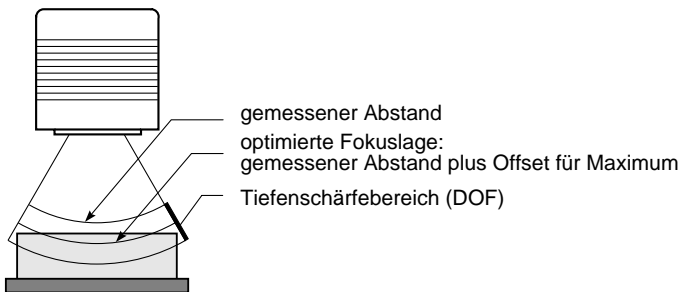 gemessener Abstand
optimierte Fokuslage:
gemessener Abstand plus Offset für Maximum
Tiefenschärfebereich (DOF)